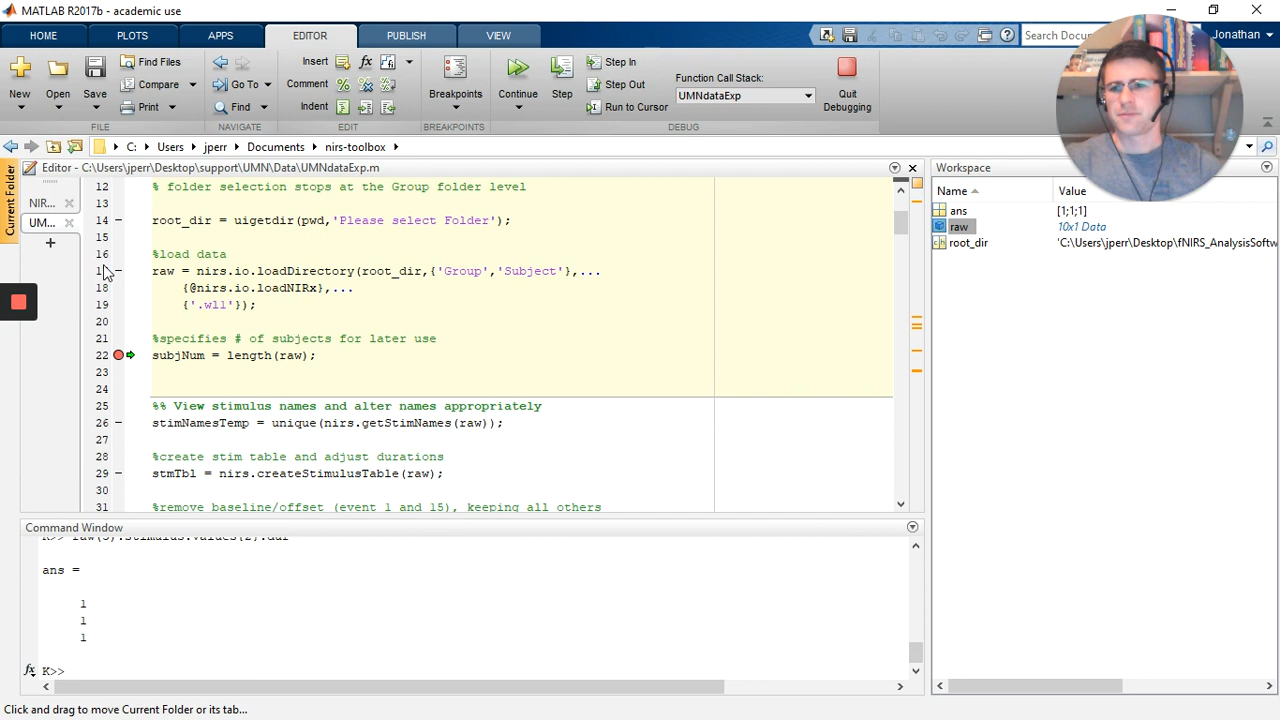 MATLAB R2017b - academic use
HOME PLOTS APPS EDITOR PUBLISH VIEW
Search Docum
Jonathan
New Open Save
Find Files
Compare
Print
FILE
Go To
Find
NAVIGATE
Insert
Comment
Indent
EDIT
Breakpoints
BREAKPOINTS
Continue Step
Step In
Step Out
Run to Cursor
Function Call Stack:
UMNdataExp
DEBUG
Quit
Debugging
C: Users jperr Documents nirs-toolbox
Current Folder
Editor - C:\Users\jperr\Desktop\support\UMN\Data\UMNdataExp.m
NIR...
UM...
12 % folder selection stops at the Group folder level
13
14 root_dir = uigetdir(pwd,'Please select Folder');
15
16 %load data
1 raw = nirs.io.loadDirectory(root_dir,{'Group','Subject'},...
18 {@nirs.io.loadNIRx},...
19 {'.wl1'});
20
21 %specifies # of subjects for later use
22 subjNum = length(raw);
23
24
25 %% View stimulus names and alter names appropriately
26 stimNamesTemp = unique(nirs.getStimNames(raw));
27
28 %create stim table and adjust durations
29 stmTbl = nirs.createStimulusTable(raw);
30
31 %remove baseline/offset (event 1 and 15), keeping all others
Workspace
Name Value
ans [1;1;1]
raw 10x1 Data
root_dir 'C:\Users\jperr\Desktop\fNIRS_AnalysisSoftw
Command Window
ans =
1
1
1
fx K>>
Click and drag to move Current Folder or its tab...